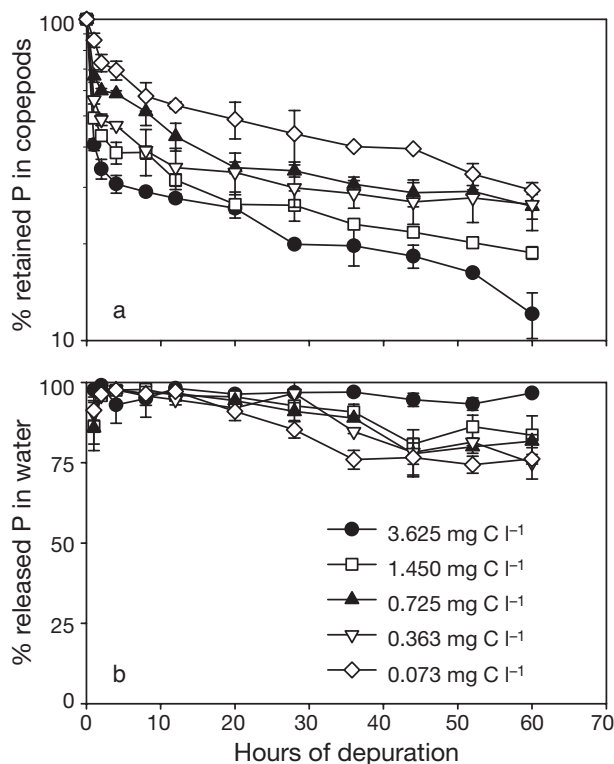 100
% retained P in copepods
a
10
100
75
50
25
0
% released P in water
b
3.625 mg C l⁻¹
1.450 mg C l⁻¹
0.725 mg C l⁻¹
0.363 mg C l⁻¹
0.073 mg C l⁻¹
0 10 20 30 40 50 60 70
Hours of depuration